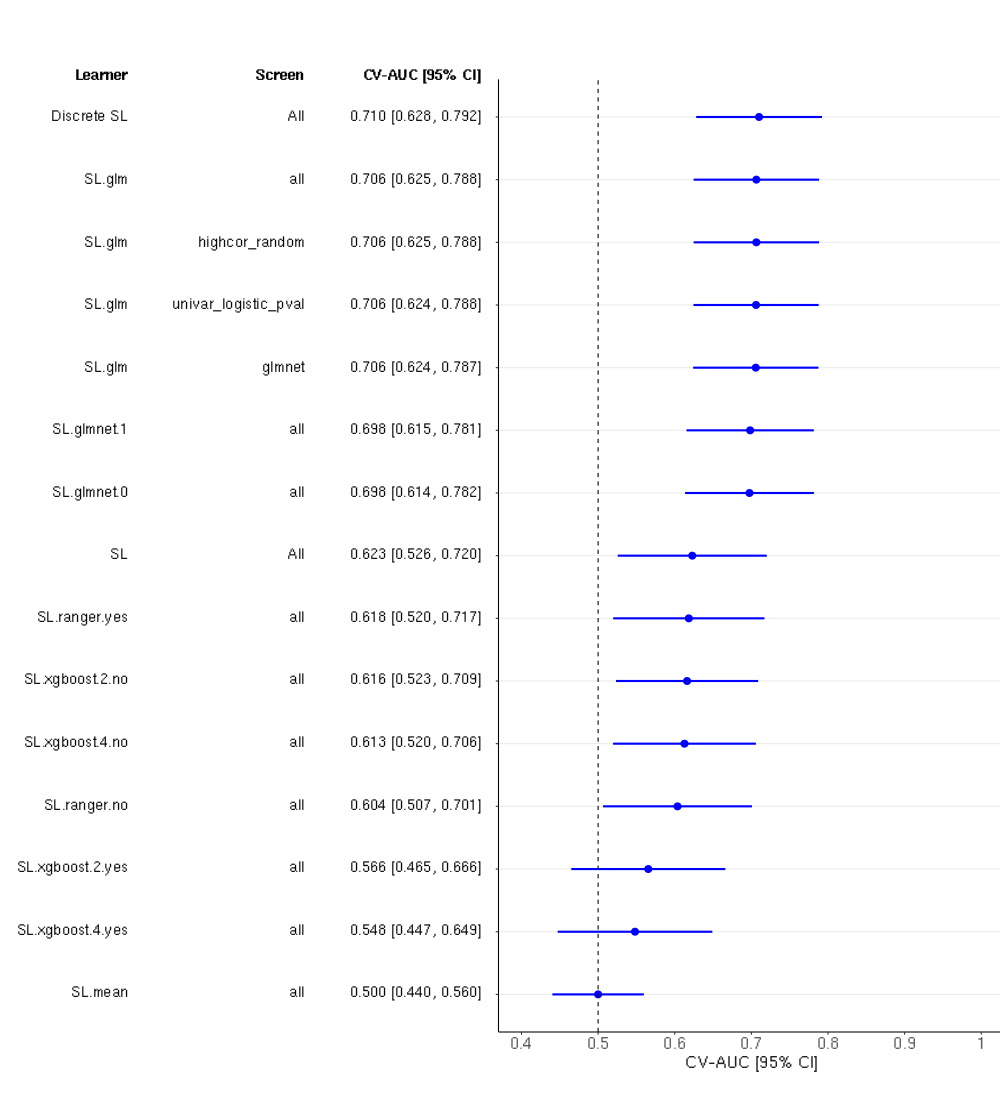 Learner Screen CV-AUC [95% CI]
Discrete SL All 0.710 [0.628, 0.792]
SL.glm all 0.706 [0.625, 0.788]
SL.glm highcor_random 0.706 [0.625, 0.788]
SL.glm univar_logistic_pval 0.706 [0.624, 0.788]
SL.glm glmnet 0.706 [0.624, 0.787]
SL.glmnet.1 all 0.698 [0.615, 0.781]
SL.glmnet.0 all 0.698 [0.614, 0.782]
SL All 0.623 [0.526, 0.720]
SL.ranger.yes all 0.618 [0.520, 0.717]
SL.xgboost.2.no all 0.616 [0.523, 0.709]
SL.xgboost.4.no all 0.613 [0.520, 0.706]
SL.ranger.no all 0.604 [0.507, 0.701]
SL.xgboost.2.yes all 0.566 [0.465, 0.666]
SL.xgboost.4.yes all 0.548 [0.447, 0.649]
SL.mean all 0.500 [0.440, 0.560]
0.4 0.5 0.6 0.7 0.8 0.9 1
CV-AUC [95% CI]